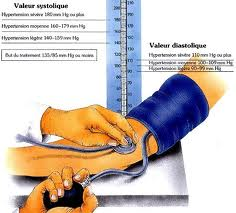 Valeur systolique
Hypertension sévère 180 mm Hg ou plus
Hypertension moyenne 160-179 mm Hg
Hypertension légère 140-159 mm Hg
But du traitement 135/85 mm Hg ou moins.
Valeur diastolique
Hypertension sévère 110 mm Hg ou plus
Hypertension moyenne 100-109 mm Hg
Hypertension légère 90-99 mm Hg